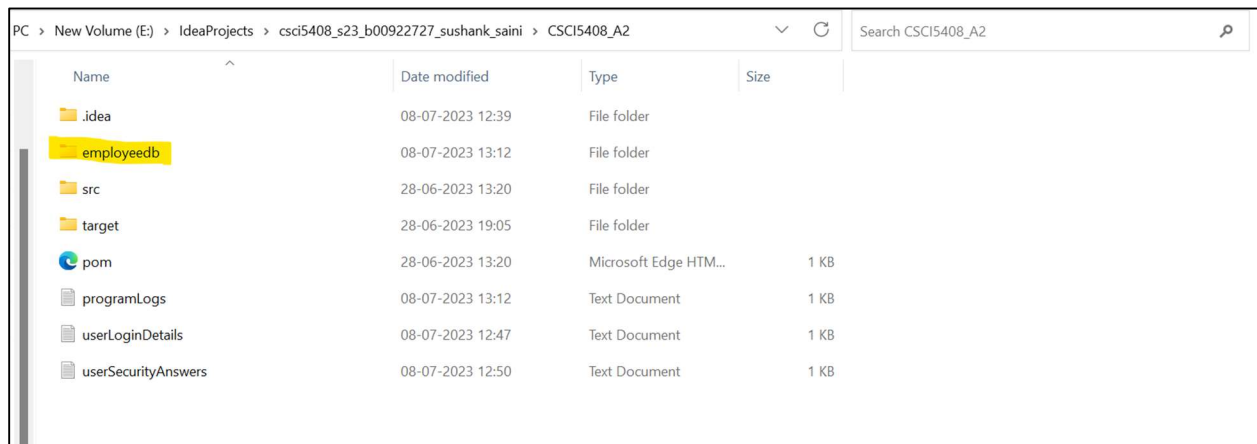 PC > New Volume (E:) > IdeaProjects > csci5408_s23_b00922727_sushank_saini > CSCI5408_A2 Search CSCI5408_A2
Name Date modified Type Size
.idea 08-07-2023 12:39 File folder
employeedb 08-07-2023 13:12 File folder
src 28-06-2023 13:20 File folder
target 28-06-2023 19:05 File folder
pom 28-06-2023 13:20 Microsoft Edge HTM... 1 KB
programLogs 08-07-2023 13:12 Text Document 1 KB
userLoginDetails 08-07-2023 12:47 Text Document 1 KB
userSecurityAnswers 08-07-2023 12:50 Text Document 1 KB